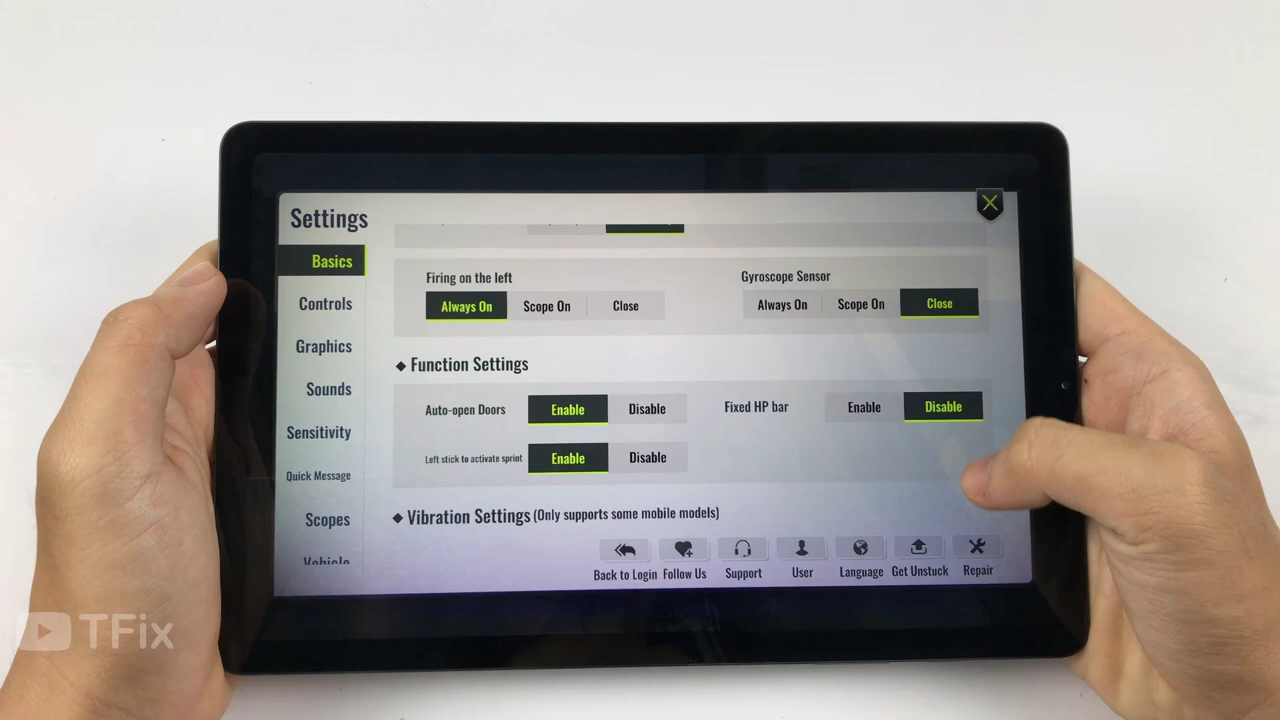 Settings
Basics
Controls
Graphics
Sounds
Sensitivity
Quick Message
Scopes
Vehicle
Firing on the left
Always On Scope On Close
Gyroscope Sensor
Always On Scope On Close
◆ Function Settings
Auto-open Doors Enable Disable
Fixed HP bar Enable Disable
Left stick to activate sprint Enable Disable
◆ Vibration Settings (Only supports some mobile models)
Back to Login Follow Us Support User Language Get Unstuck Repair
TFix